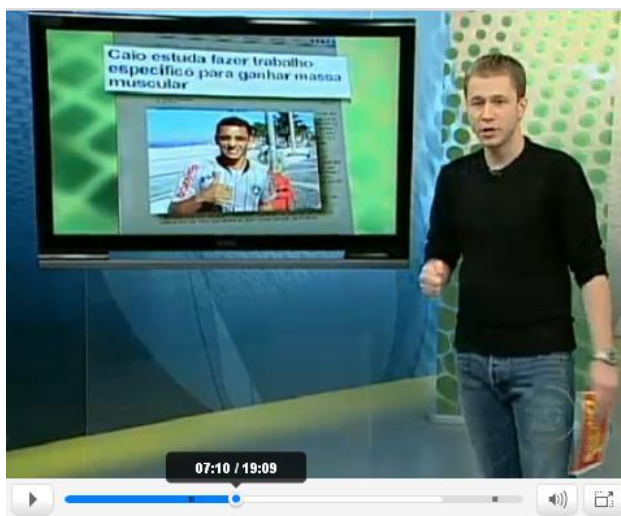 Caio estuda fazer trabalho
específico para ganhar massa
muscular
07:10 / 19:09